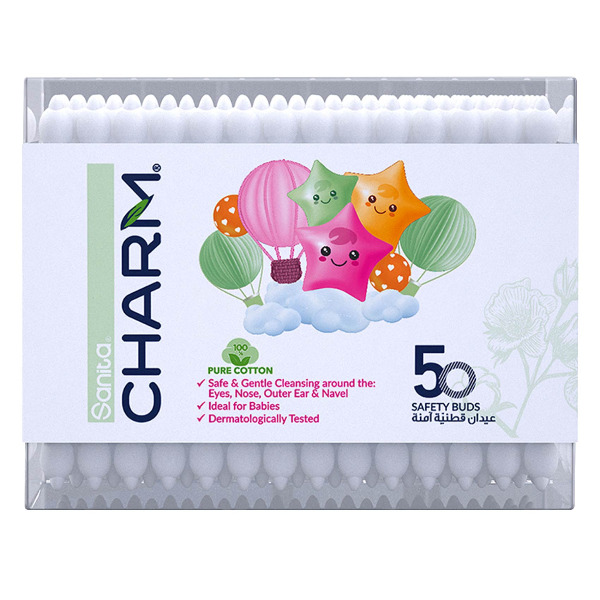 Sanita®
CHARM®
100
%
PURE COTTON
✓ Safe & Gentle Cleansing around the:
Eyes, Nose, Outer Ear & Navel
✓ Ideal for Babies
✓ Dermatologically Tested
50
SAFETY BUDS
عيدان قطنية آمنة